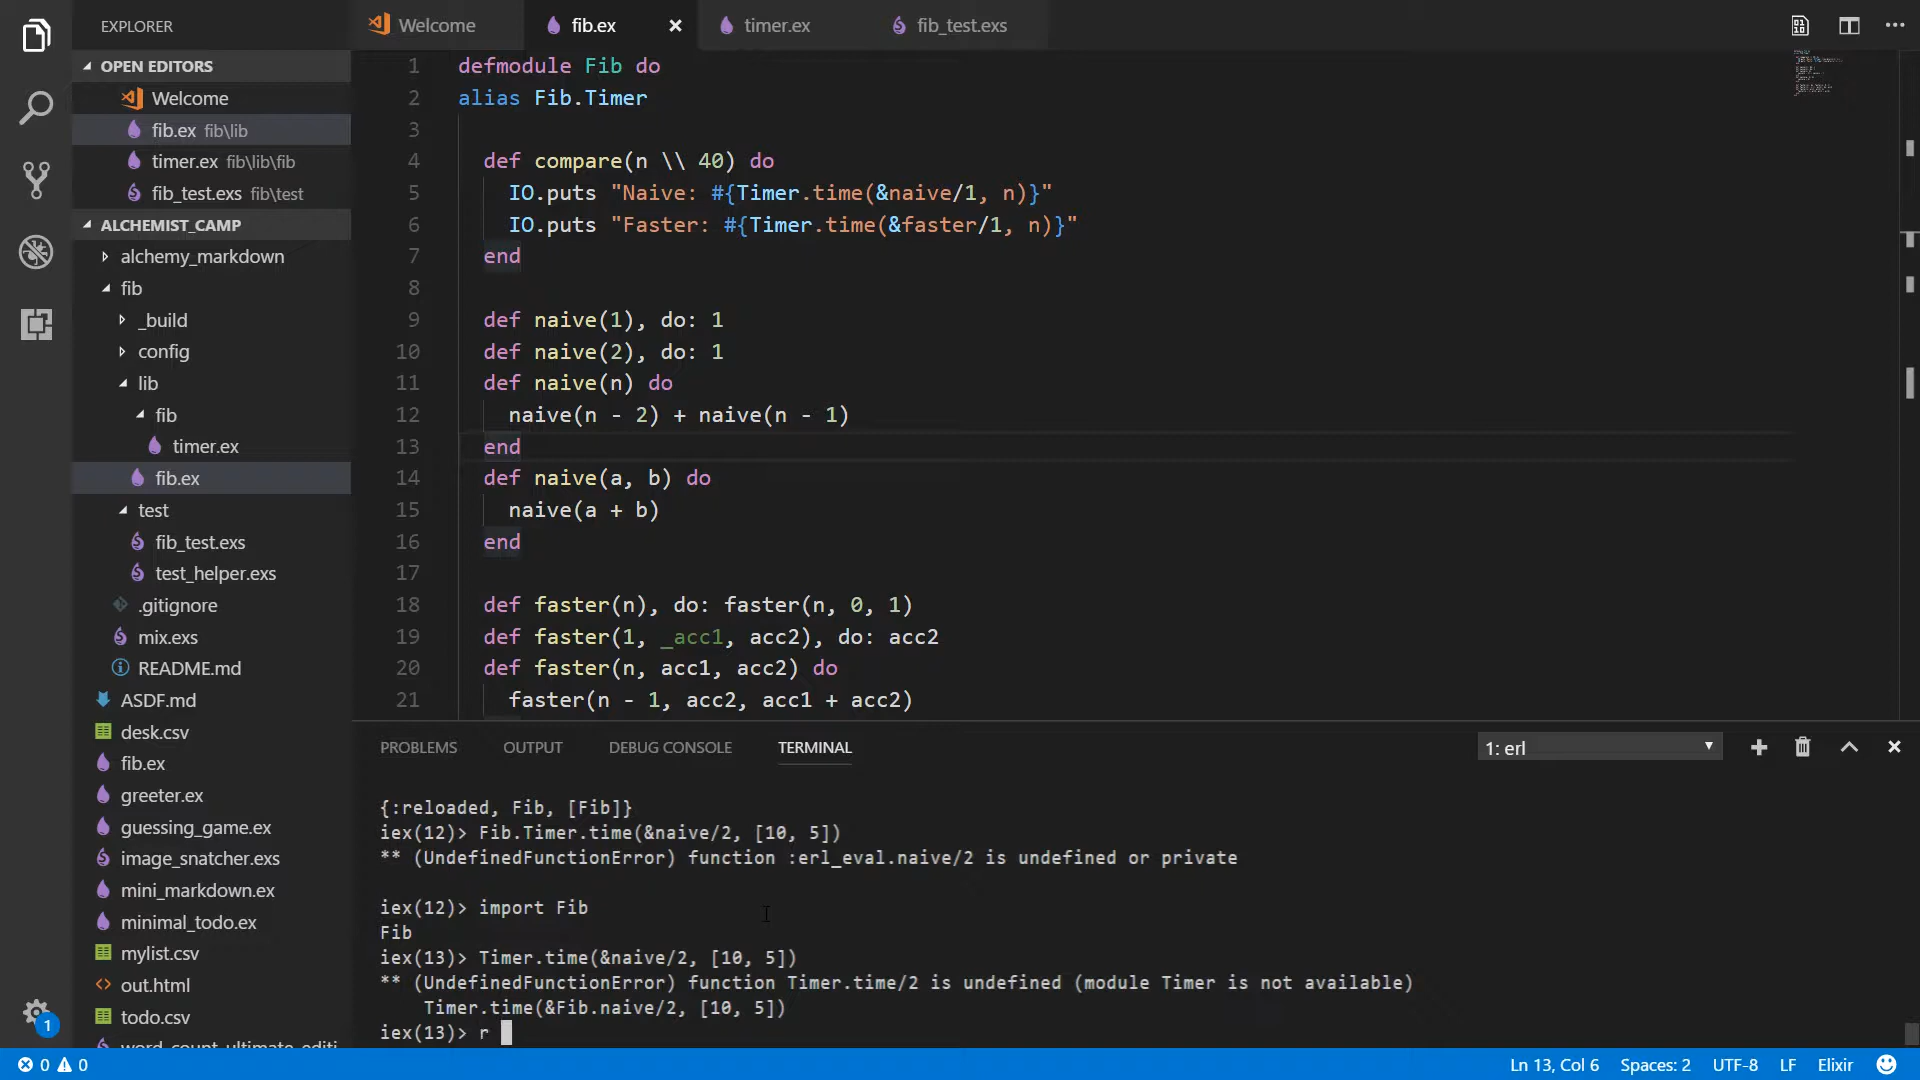 EXPLORER
OPEN EDITORS
Welcome
fib.ex fib\lib
timer.ex fib\lib\fib
fib_test.exs fib\test
ALCHEMIST_CAMP
alchemy_markdown
fib
_build
config
lib
fib
timer.ex
fib.ex
test
fib_test.exs
test_helper.exs
.gitignore
mix.exs
README.md
ASDF.md
desk.csv
fib.ex
greeter.ex
guessing_game.ex
image_snatcher.exs
mini_markdown.ex
minimal_todo.ex
mylist.csv
out.html
todo.csv
1
Welcome
fib.ex
timer.ex
fib_test.exs
1 defmodule Fib do
2 alias Fib.Timer
3
4 def compare(n \\ 40) do
5 IO.puts "Naive: #{Timer.time(&naive/1, n)}"
6 IO.puts "Faster: #{Timer.time(&faster/1, n)}"
7 end
8
9 def naive(1), do: 1
10 def naive(2), do: 1
11 def naive(n) do
12 naive(n - 2) + naive(n - 1)
13 end
14 def naive(a, b) do
15 naive(a + b)
16 end
17
18 def faster(n), do: faster(n, 0, 1)
19 def faster(1, _acc1, acc2), do: acc2
20 def faster(n, acc1, acc2) do
21 faster(n - 1, acc2, acc1 + acc2)
PROBLEMS OUTPUT DEBUG CONSOLE TERMINAL
1: erl
{:reloaded, Fib, [Fib]}
iex(12)> Fib.Timer.time(&naive/2, [10, 5])
** (UndefinedFunctionError) function :erl_eval.naive/2 is undefined or private
iex(12)> import Fib
Fib
iex(13)> Timer.time(&naive/2, [10, 5])
** (UndefinedFunctionError) function Timer.time/2 is undefined (module Timer is not available)
Timer.time(&Fib.naive/2, [10, 5])
iex(13)> r
0 0
Ln 13, Col 6 Spaces: 2 UTF-8 LF Elixir